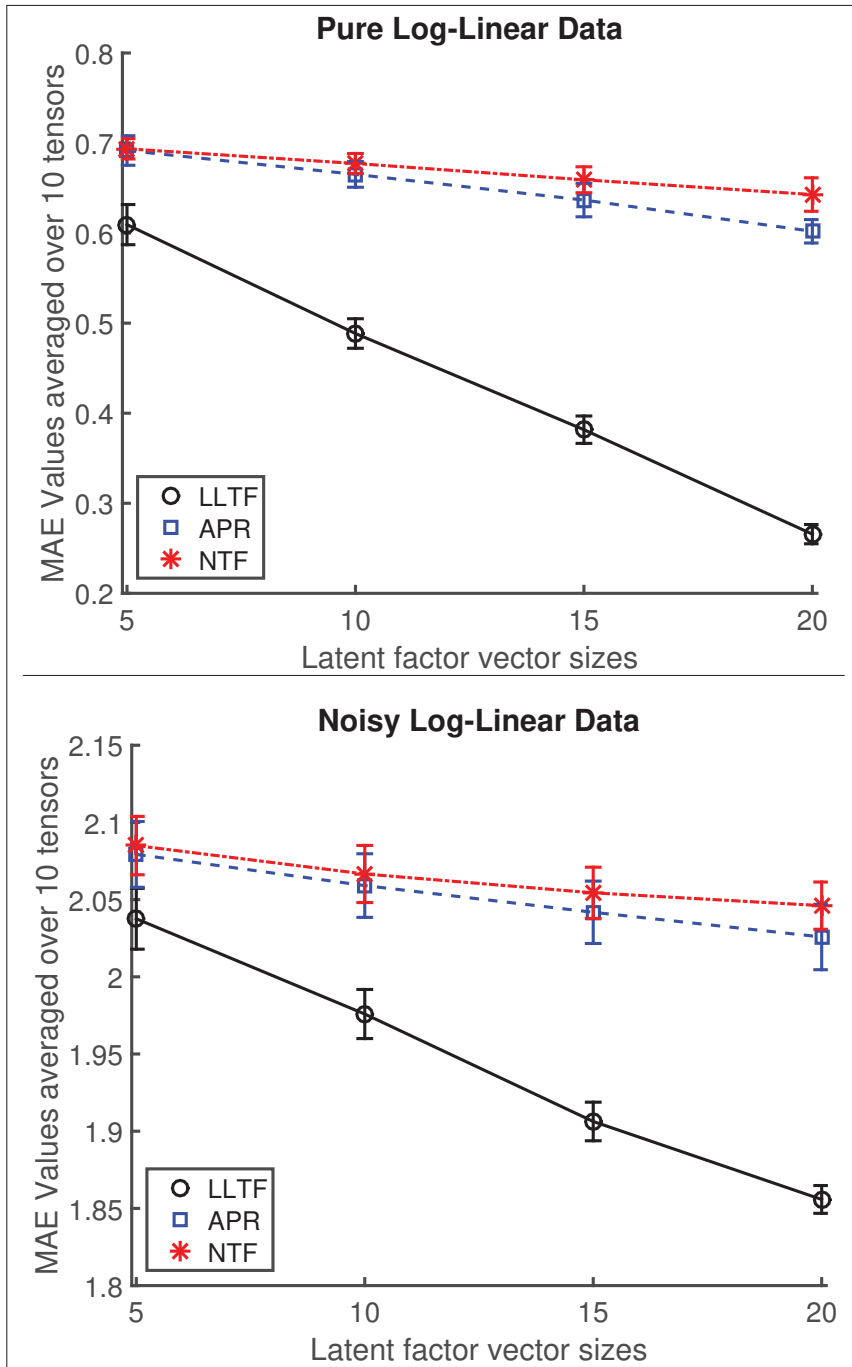 Pure Log-Linear Data
MAE Values averaged over 10 tensors
0.8
0.7
0.6
0.5
0.4
0.3
0.2
LLTF
APR
NTF
5 10 15 20
Latent factor vector sizes
Noisy Log-Linear Data
MAE Values averaged over 10 tensors
2.15
2.1
2.05
2
1.95
1.9
1.85
1.8
LLTF
APR
NTF
5 10 15 20
Latent factor vector sizes